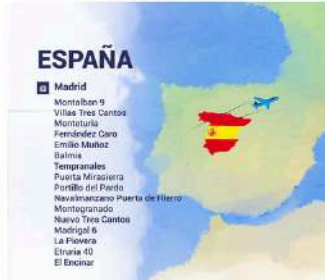 ESPAÑA
Madrid
Montalban 9
Villas Tres Cantos
Monteturia
Fernández Caro
Emilio Muñoz
Balmis
Tempranales
Puerta Mirasierra
Portillo del Pardo
Navalmanzano Puerta de Hierro
Montegranado
Nuevo Tres Cantos
Madrigal 6
La Piovera
Etruria 40
El Encinar